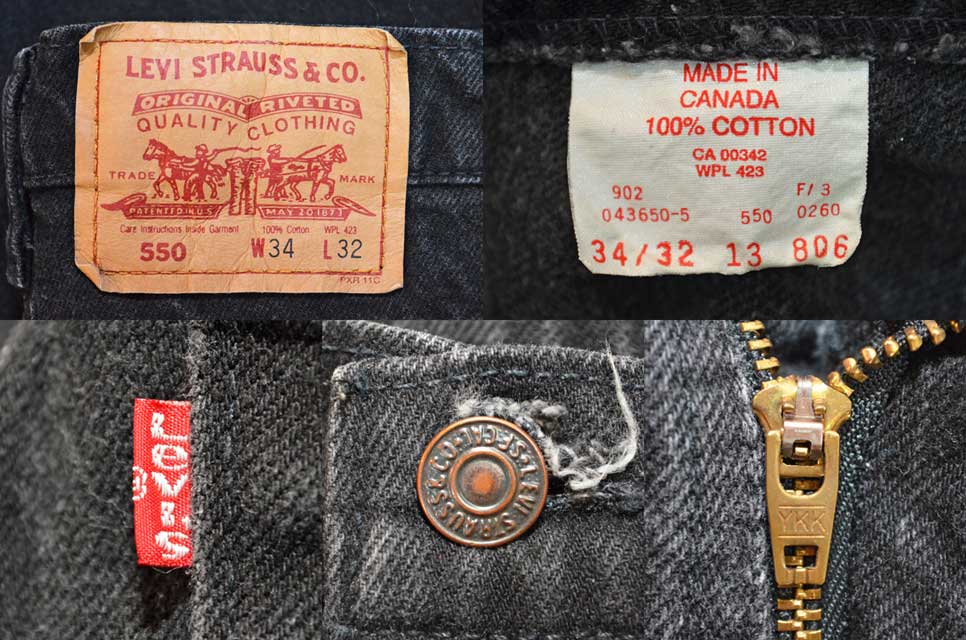 LEVI STRAUSS & CO.
ORIGINAL RIVETED
QUALITY CLOTHING
TRADE MARK
PATENTED IN U.S. MAY 20 1873
Care Instructions Inside Garment 100% Cotton WPL 423
550 W34 L32
PXR 11C
MADE IN
CANADA
100% COTTON
CA 00342
WPL 423
902 F/ 3
043650-5 550 0260
34/32 13 806
LEVI'S
®
LEVI STRAUSS & CO. S.F. CAL.
YKK